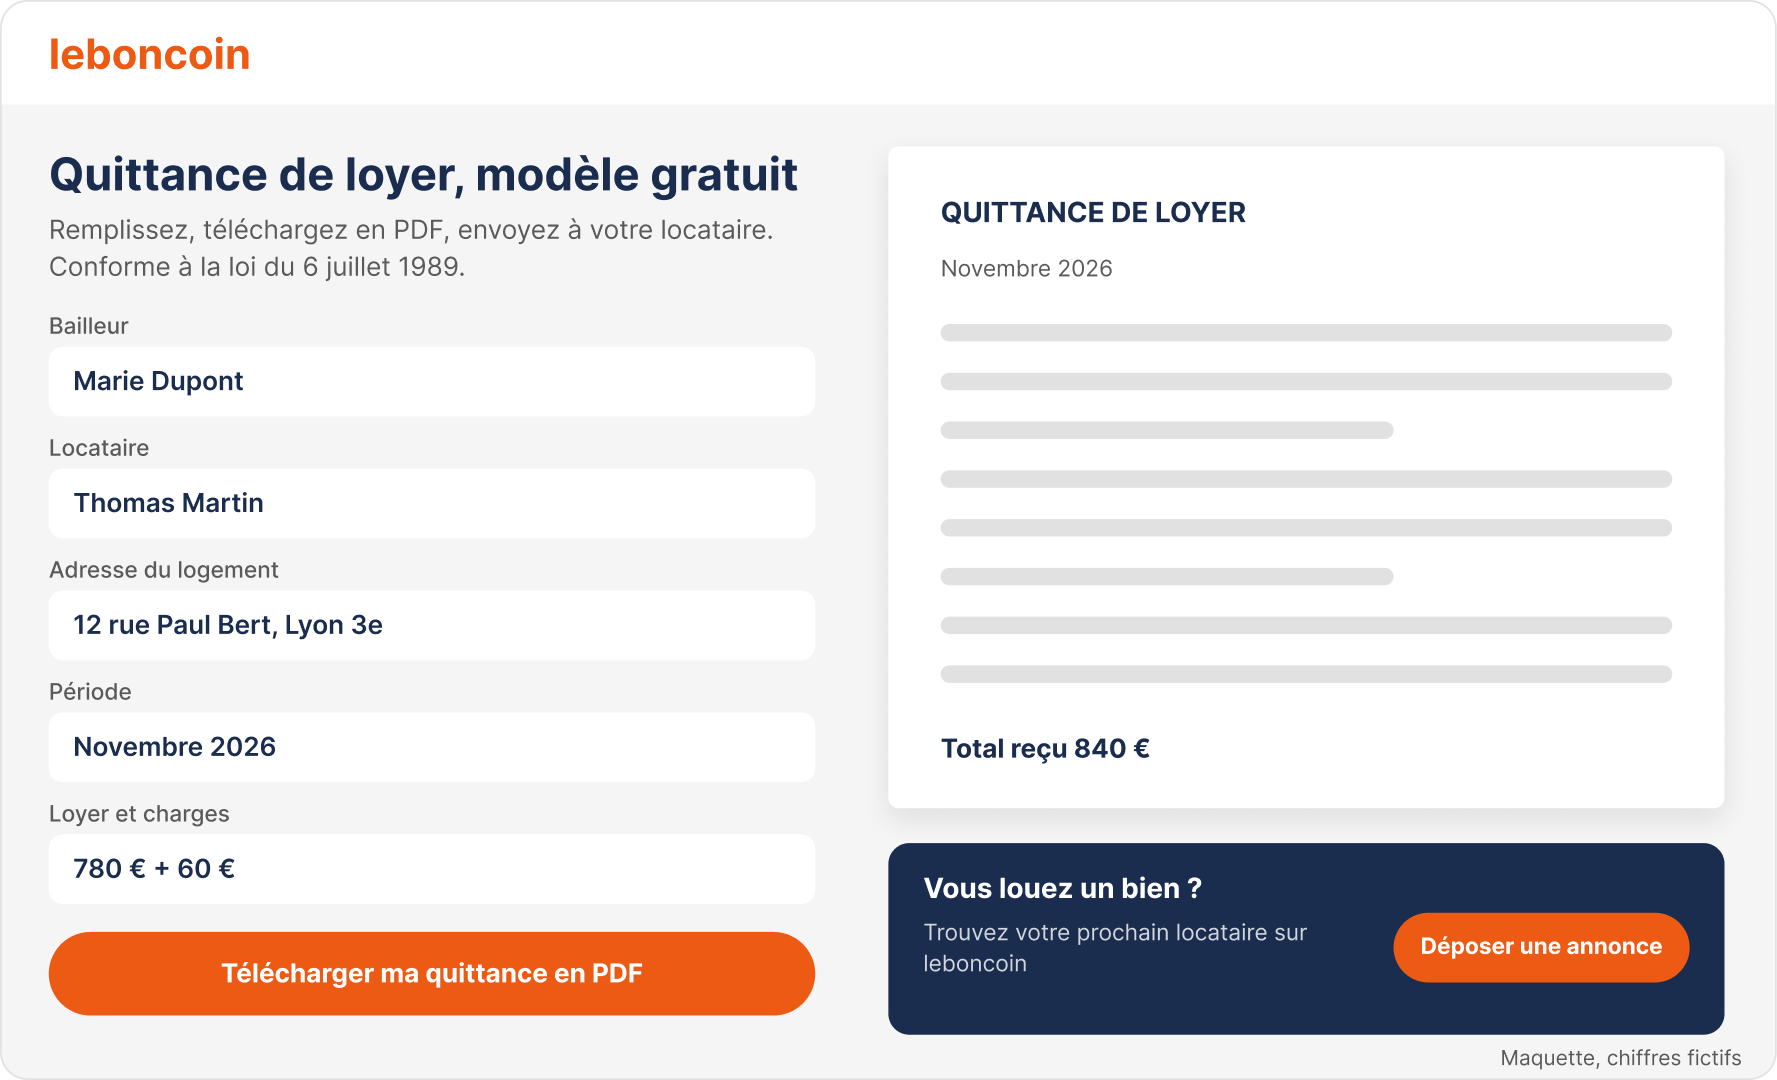 leboncoin
Quittance de loyer, modèle gratuit
Remplissez, téléchargez en PDF, envoyez à votre locataire.
Conforme à la loi du 6 juillet 1989.
Bailleur
Marie Dupont
Locataire
Thomas Martin
Adresse du logement
12 rue Paul Bert, Lyon 3e
Période
Novembre 2026
Loyer et charges
780 € + 60 €
Télécharger ma quittance en PDF
QUITTANCE DE LOYER
Novembre 2026
Total reçu 840 €
Vous louez un bien ?
Trouvez votre prochain locataire sur
leboncoin
Déposer une annonce
Maquette, chiffres fictifs